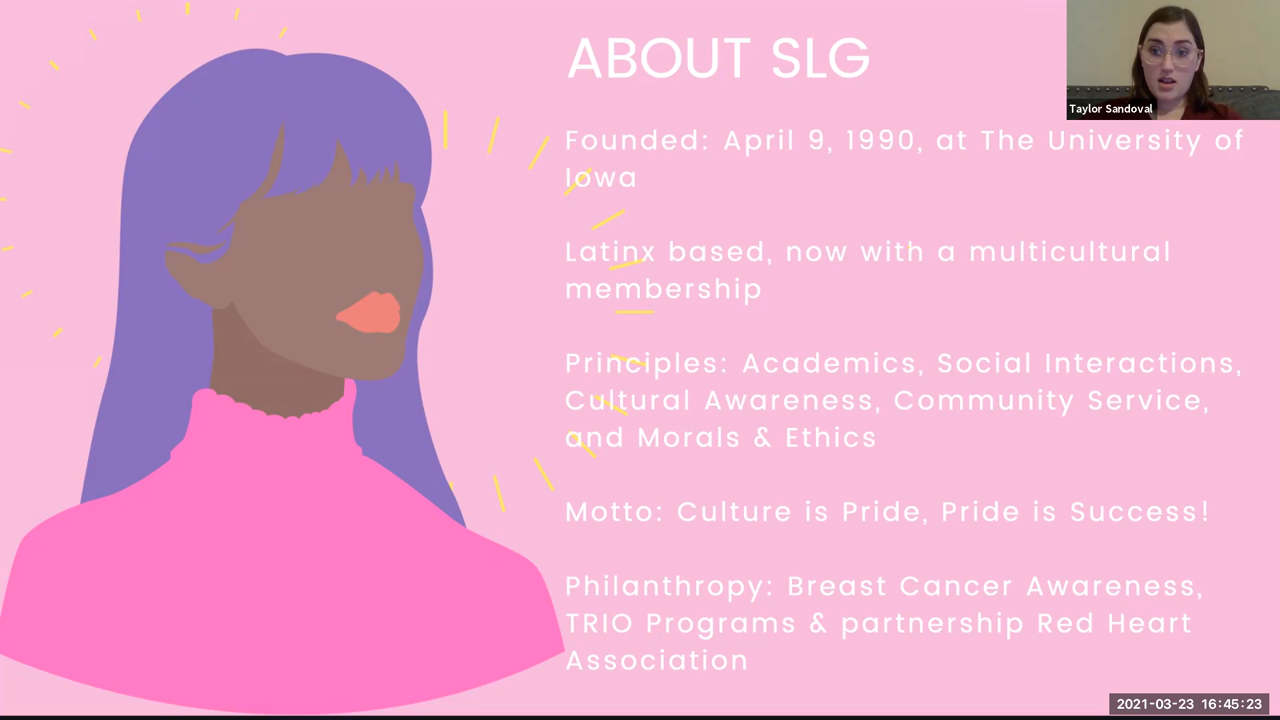 ABOUT SLG
Taylor Sandoval
Founded: April 9, 1990, at The University of
Iowa
Latinx based, now with a multicultural
membership
Principles: Academics, Social Interactions,
Cultural Awareness, Community Service,
and Morals & Ethics
Motto: Culture is Pride, Pride is Success!
Philanthropy: Breast Cancer Awareness,
TRIO Programs & partnership Red Heart
Association
2021-03-23 16:45:23